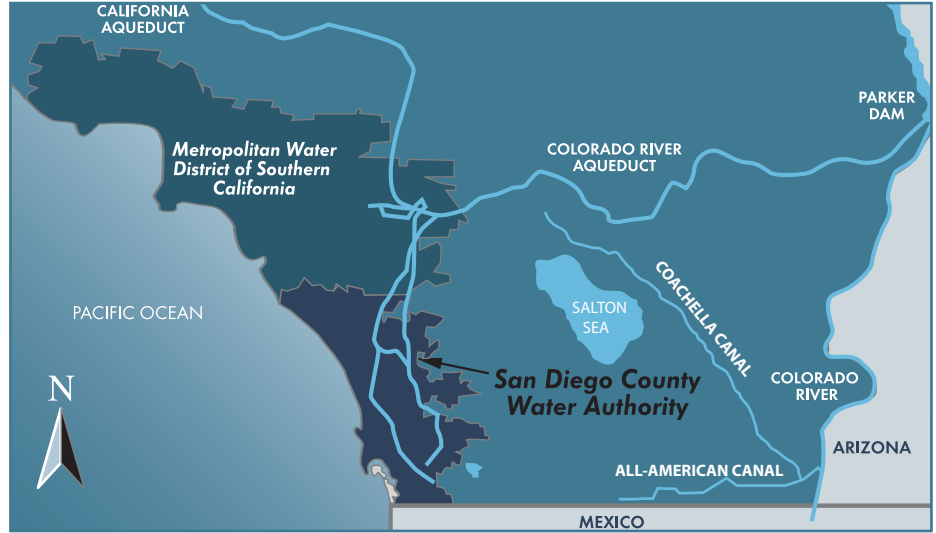 CALIFORNIA
AQUEDUCT
PARKER
DAM
Metropolitan Water
District of Southern
California
COLORADO RIVER
AQUEDUCT
PACIFIC OCEAN
SALTON
SEA
COACHELLA CANAL
San Diego County
Water Authority
COLORADO
RIVER
N
ARIZONA
ALL-AMERICAN CANAL
MEXICO